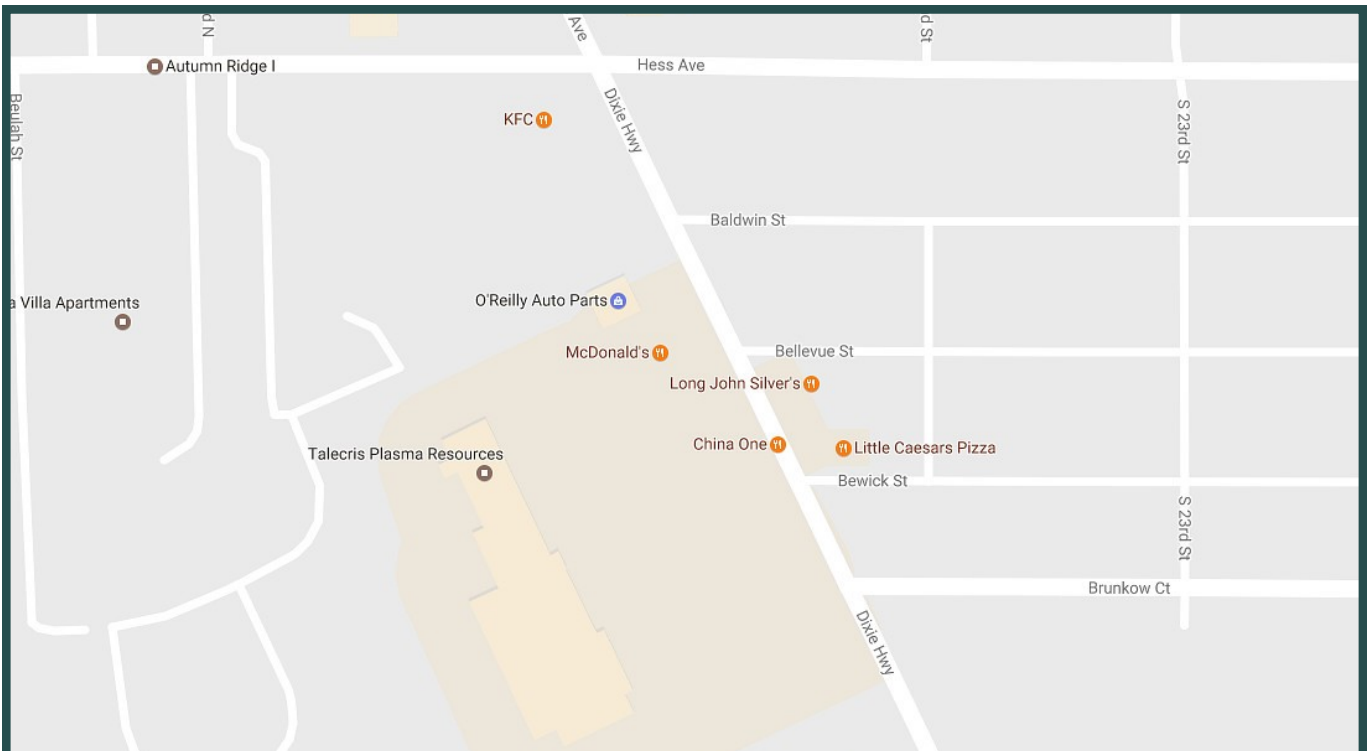 d N
Ave
d St
Autumn Ridge I
Hess Ave
Beulah St
KFC
Dixie Hwy
S 23rd St
Baldwin St
a Villa Apartments
O'Reilly Auto Parts
McDonald's
Bellevue St
Long John Silver's
China One
Little Caesars Pizza
Talecris Plasma Resources
Bewick St
S 23rd St
Brunkow Ct
Dixie Hwy